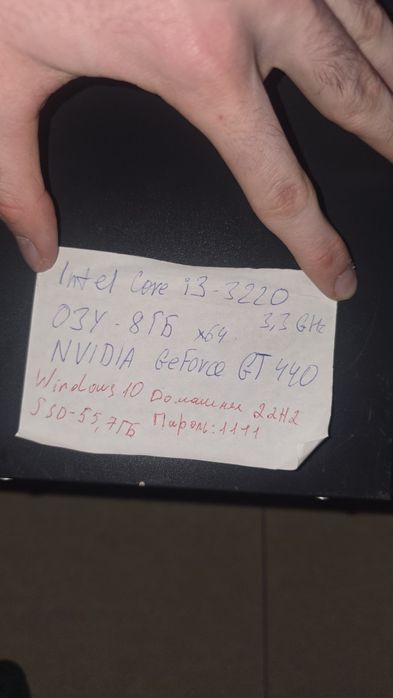 Intel Core i3-3220
ОЗУ - 8ГБ x64. 3,3 GHz
NVIDIA GeForce GT 440
Windows 10 Домашняя 22H2
SSD-55,7ГБ Пароль: 1111